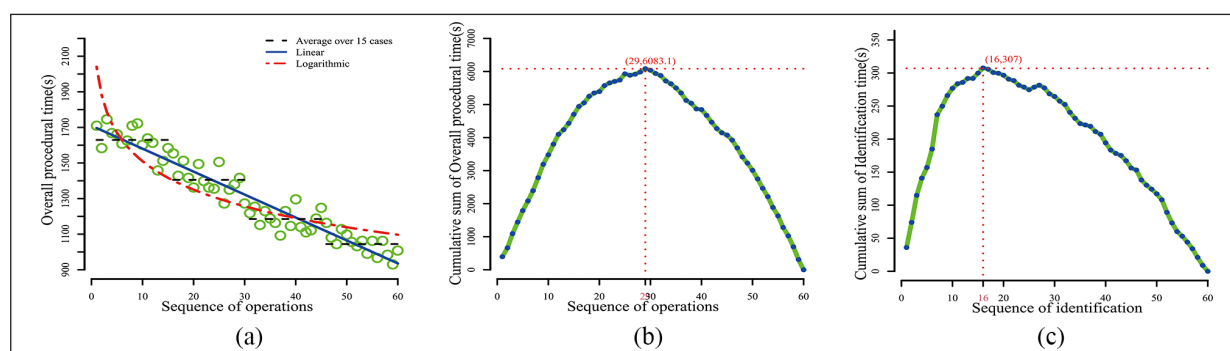 Overall procedural time(s)
2100
1900
1700
1500
1300
1100
900
Average over 15 cases
Linear
Logarithmic
0 10 20 30 40 50 60
Sequence of operations
(a)
Cumulative sum of Overall procedural time(s)
7000
6000
5000
4000
3000
2000
1000
0
(29,6083.1)
0 10 20 29 30 40 50 60
Sequence of operations
(b)
Cumulative sum of Identification time(s)
350
300
250
200
150
100
50
0
(16,307)
0 10 16 20 30 40 50 60
Sequence of identification
(c)